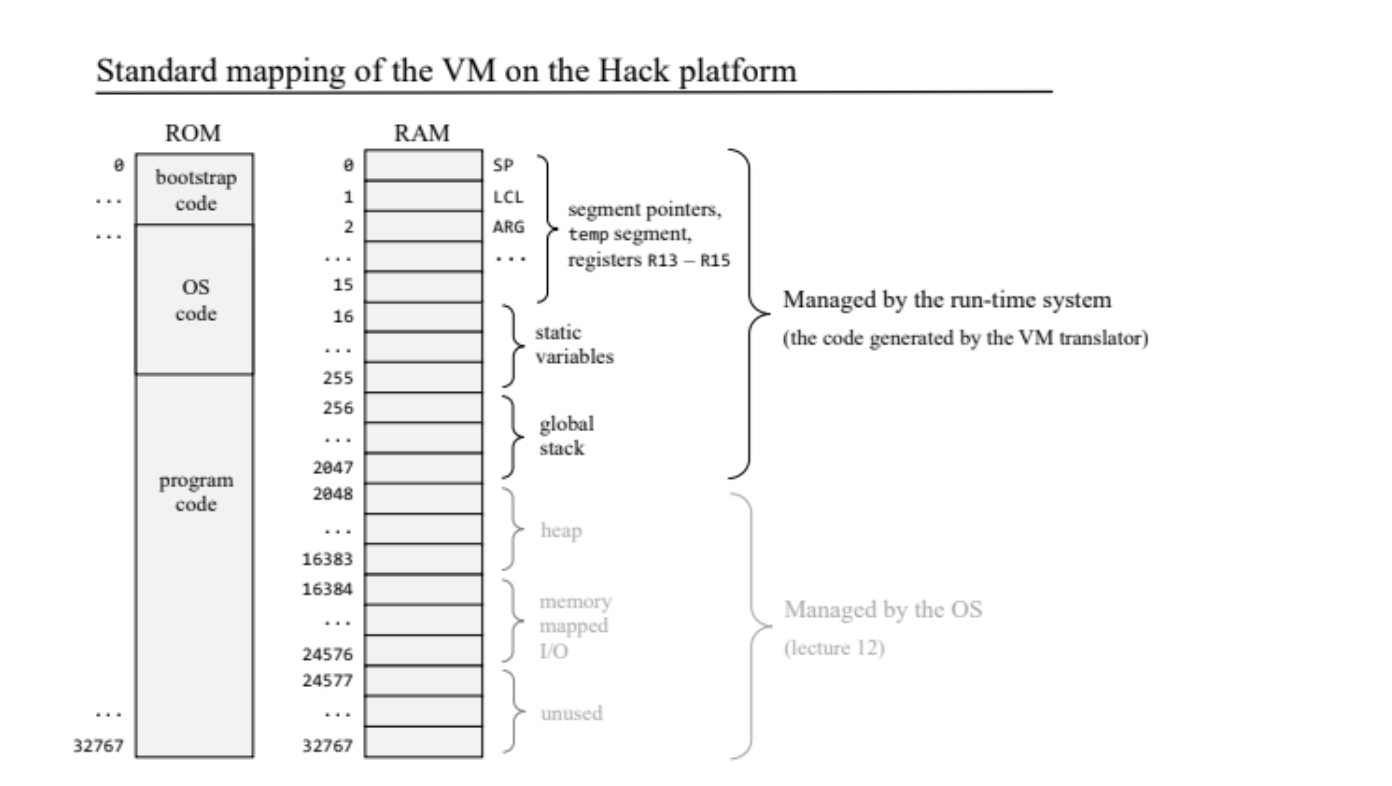 Standard mapping of the VM on the Hack platform
ROM
0
...
...
bootstrap
code
OS
code
program
code
...
32767
RAM
0 SP
1 LCL
2 ARG
... ...
15
segment pointers,
temp segment,
registers R13 – R15
16
...
255
static
variables
256
...
2047
global
stack
Managed by the run-time system
(the code generated by the VM translator)
2048
...
16383
heap
16384
...
24576
memory
mapped
I/O
24577
...
32767
unused
Managed by the OS
(lecture 12)